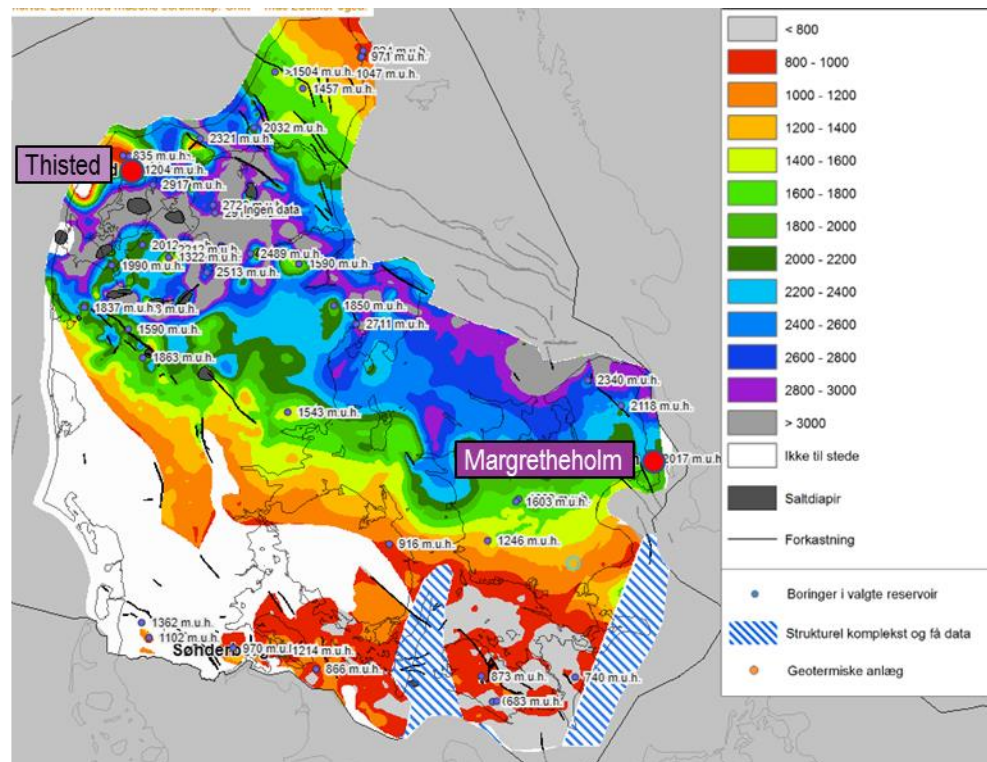 971 m.u.h.
>1504 m.u.h.
1047 m.u.h.
1457 m.u.h.
2032 m.u.h.
2321 m.u.h.
Thisted
835
1204 m.u.h.
2917 m.u.h.
Ingen data
2012
1322 m.u.h.
2489 m.u.h.
1590 m.u.h.
1990 m.u.h.
2513 m.u.h.
1837 m.u.h.
m.u.h.
1850 m.u.h.
2711 m.u.h.
1590 m.u.h.
1863 m.u.h.
2340 m.u.h.
2118 m.u.h.
1543 m.u.h.
Margretheholm
2017 m.u.h.
1603 m.u.h.
1246 m.u.h.
916 m.u.h.
1362 m.u.h.
1102 m.u.h.
970 m.u.
1214 m.u.h.
866 m.u.h.
873 m.u.h.
740 m.u.h.
683 m.u.h.
< 800
800 - 1000
1000 - 1200
1200 - 1400
1400 - 1600
1600 - 1800
1800 - 2000
2000 - 2200
2200 - 2400
2400 - 2600
2600 - 2800
2800 - 3000
> 3000
Ikke til stede
Saltdiapir
Forkastning
Boringer i valgte reservoir
Strukturel komplekst og få data
Geotermiske anlæg